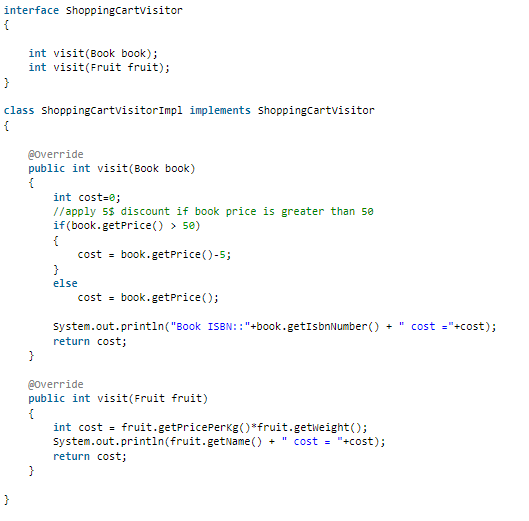 interface ShoppingCartVisitor
{
int visit(Book book);
int visit(Fruit fruit);
}
class ShoppingCartVisitorImpl implements ShoppingCartVisitor
{
@Override
public int visit(Book book)
{
int cost=0;
//apply 5$ discount if book price is greater than 50
if(book.getPrice() > 50)
{
cost = book.getPrice()-5;
}
else
cost = book.getPrice();
System.out.println("Book ISBN::"+book.getIsbnNumber() + " cost ="+cost);
return cost;
}
@Override
public int visit(Fruit fruit)
{
int cost = fruit.getPricePerKg()*fruit.getWeight();
System.out.println(fruit.getName() + " cost = "+cost);
return cost;
}
}